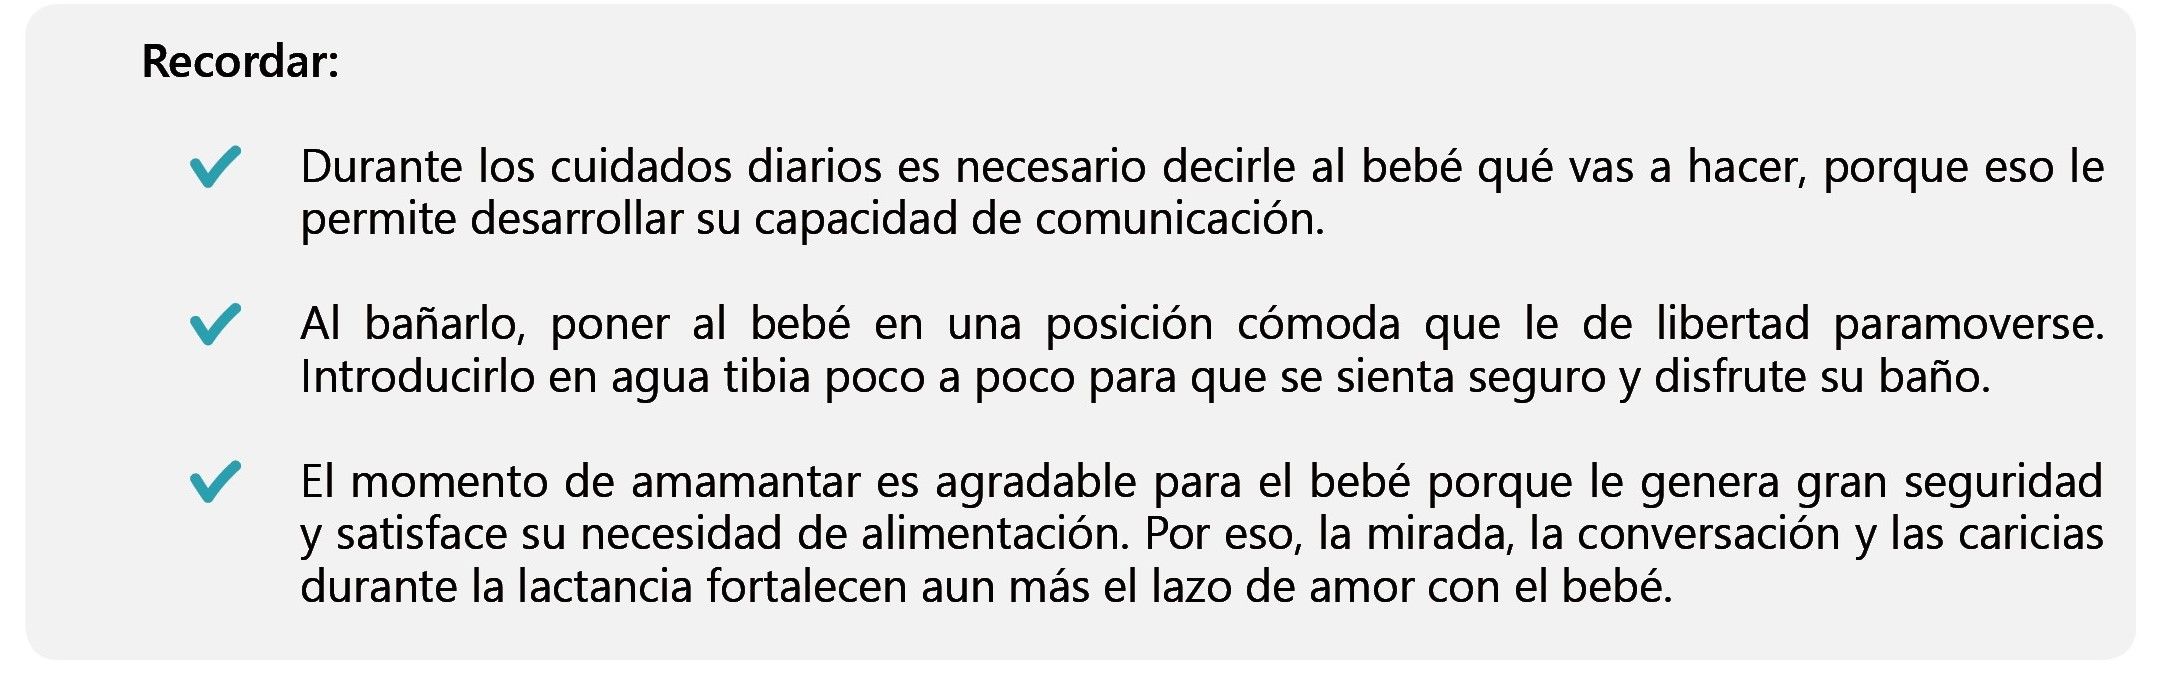 Recordar:
Durante los cuidados diarios es necesario decirle al bebé qué vas a hacer, porque eso le
permite desarrollar su capacidad de comunicación.
Al bañarlo, poner al bebé en una posición cómoda que le de libertad paramoverse.
Introducirlo en agua tibia poco a poco para que se sienta seguro y disfrute su baño.
El momento de amamantar es agradable para el bebé porque le genera gran seguridad
y satisface su necesidad de alimentación. Por eso, la mirada, la conversación y las caricias
durante la lactancia fortalecen aun más el lazo de amor con el bebé.